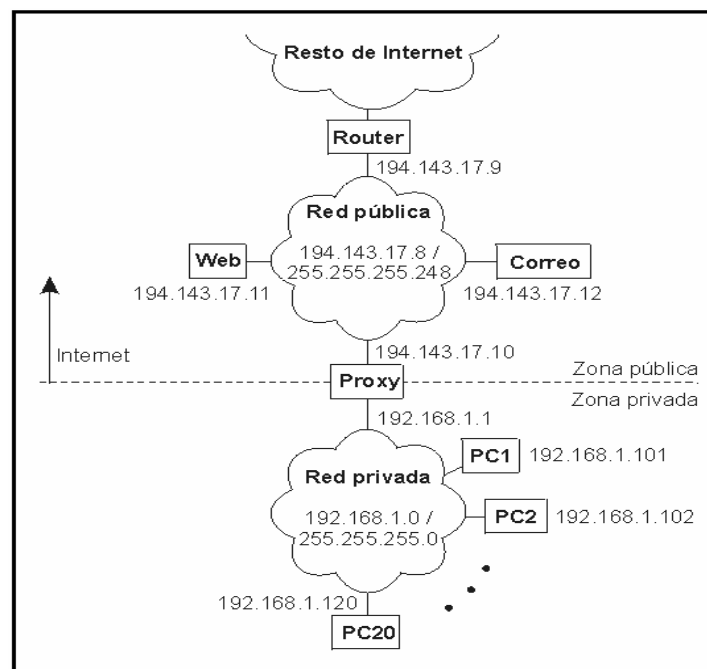 Resto de Internet
Router
194.143.17.9
Red pública
194.143.17.8 /
255.255.255.248
Web
194.143.17.11
Correo
194.143.17.12
Internet
194.143.17.10
Proxy
Zona pública
Zona privada
192.168.1.1
Red privada
192.168.1.0 /
255.255.255.0
PC1
192.168.1.101
PC2
192.168.1.102
192.168.1.120
PC20